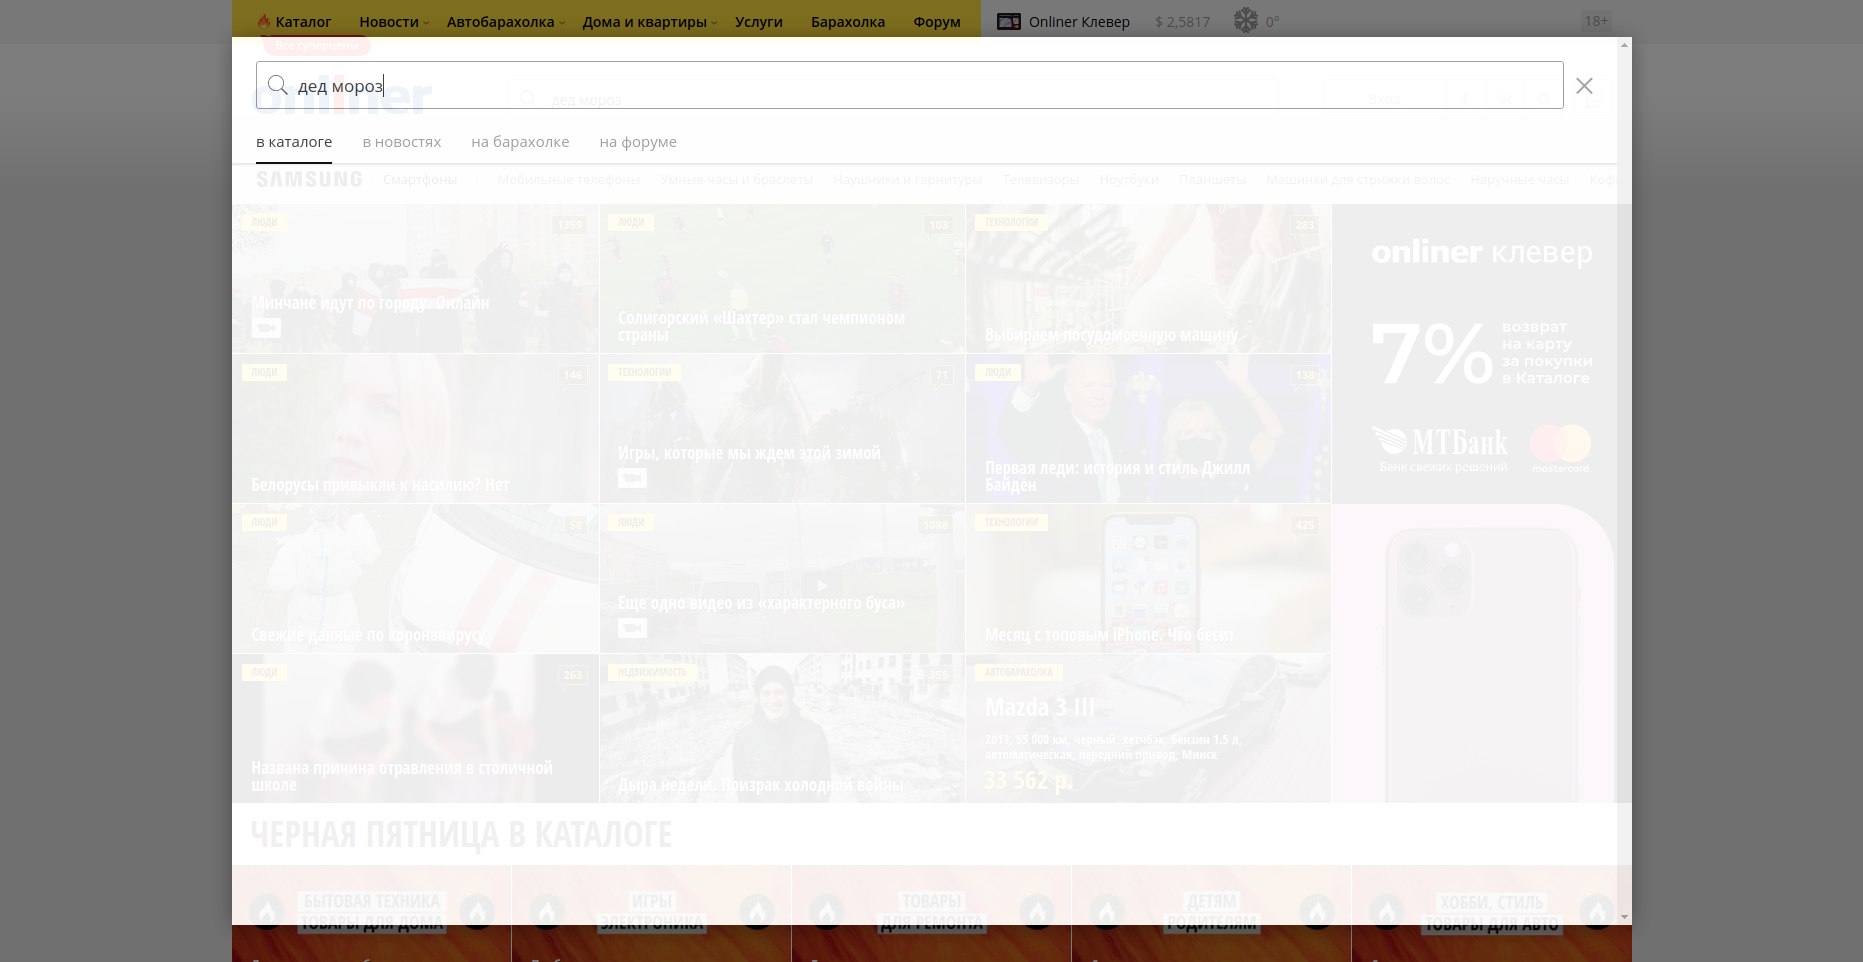 Каталог
Новости
Автобарахолка
Дома и квартиры
Услуги
Барахолка
Форум
Onliner Клевер
$ 2,5817
0°
18+
Все суперцены
onliner
дед мороз
дед мороз
Вход
в каталоге
в новостях
на барахолке
на форуме
SAMSUNG
Смартфоны
Мобильные телефоны
Умные часы и браслеты
Наушники и гарнитуры
Телевизоры
Ноутбуки
Планшеты
Машинки для стрижки волос
Наручные часы
Коф
ЛЮДИ
1359
Минчане идут по городу. Онлайн
ЛЮДИ
103
Солигорский «Шахтер» стал чемпионом
страны
ТЕХНОЛОГИИ
283
Выбираем посудомоечную машину
onliner клевер
7%
возврат
на карту
за покупки
в Каталоге
МТБанк
Банк свежих решений
mastercard
ЛЮДИ
146
Белорусы привыкли к насилию? Нет
ТЕХНОЛОГИИ
71
Игры, которые мы ждем этой зимой
ЛЮДИ
138
Первая леди: история и стиль Джилл
Байден
ЛЮДИ
58
Свежие данные по коронавирусу
ЛЮДИ
1088
Еще одно видео из «характерного буса»
ТЕХНОЛОГИИ
425
Месяц с топовым iPhone. Что бесит
ЛЮДИ
263
Названа причина отравления в столичной
школе
НЕДВИЖИМОСТЬ
355
Дыра недели. Призрак холодной войны
АВТОБАРАХОЛКА
Mazda 3 III
2013, 55 000 км, черный, хетчбэк, бензин 1.5 л,
автоматическая, передний привод, Минск
33 562 р.
ЧЕРНАЯ ПЯТНИЦА В КАТАЛОГЕ
БЫТОВАЯ ТЕХНИКА
ТОВАРЫ ДЛЯ ДОМА
ИГРЫ
ЭЛЕКТРОНИКА
ТОВАРЫ
ДЛЯ РЕМОНТА
ДЕТЯМ
РОДИТЕЛЯМ
ХОББИ, СТИЛЬ
ТОВАРЫ ДЛЯ АВТО